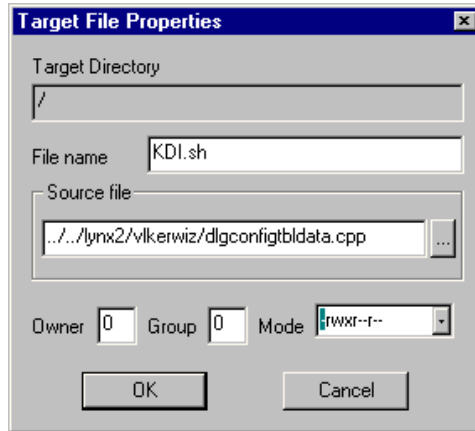 Target File Properties
Target Directory
/
File name KDI.sh
Source file
../../lynx2/vlkerwiz/dlgconfigtbldata.cpp ...
Owner 0 Group 0 Mode -rwxr--r--
OK Cancel